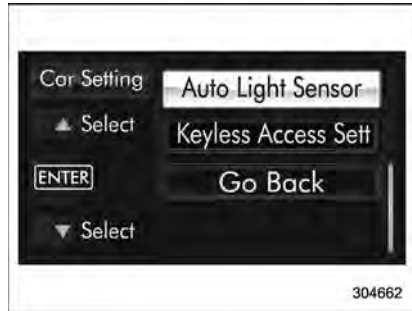 Car Setting
Auto Light Sensor
▲ Select
Keyless Access Sett
ENTER
Go Back
▼ Select
304662